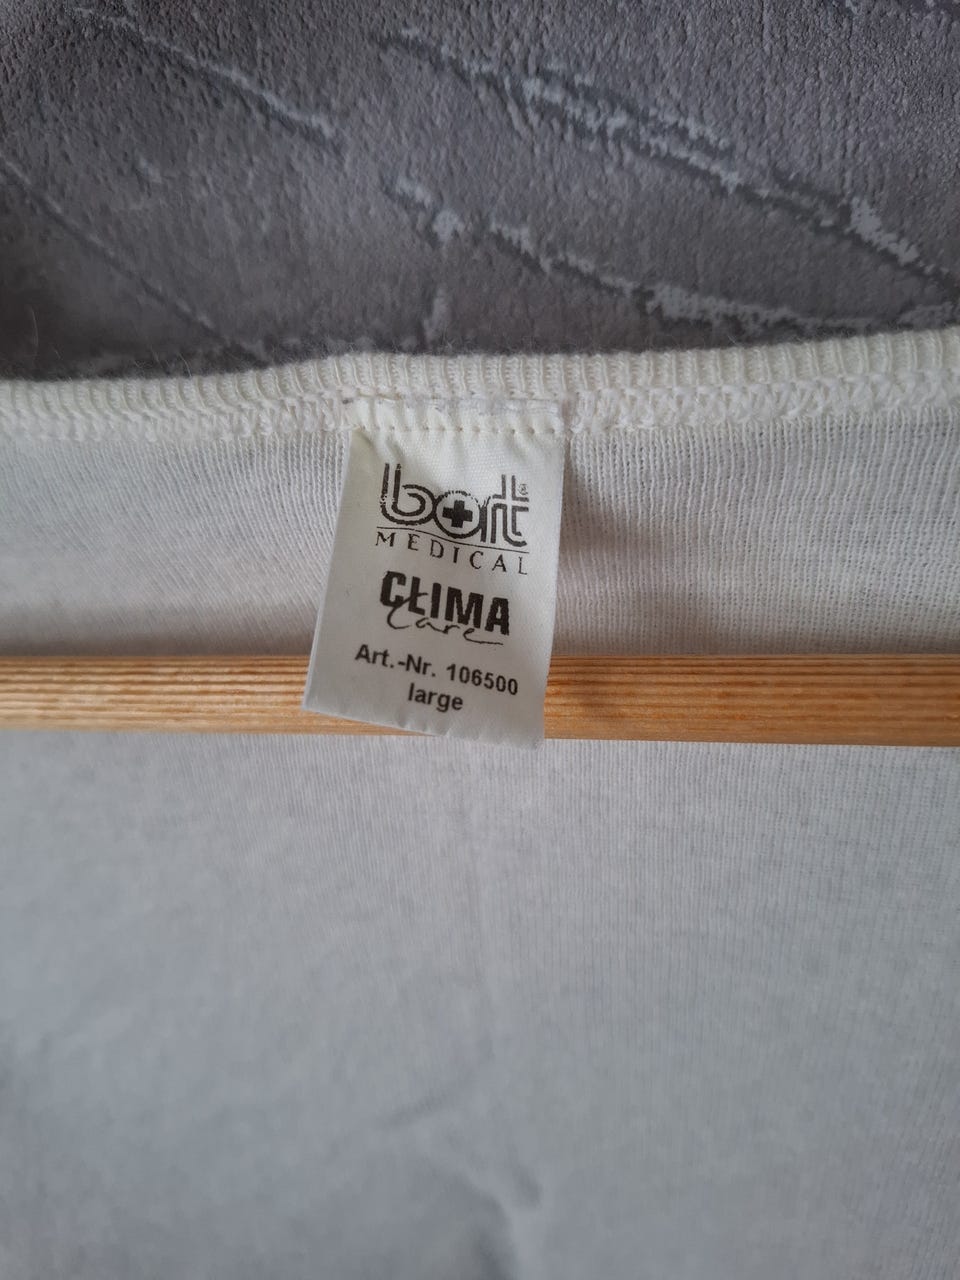 bort®
MEDICAL
CLIMA
Care
Art.-Nr. 106500
large